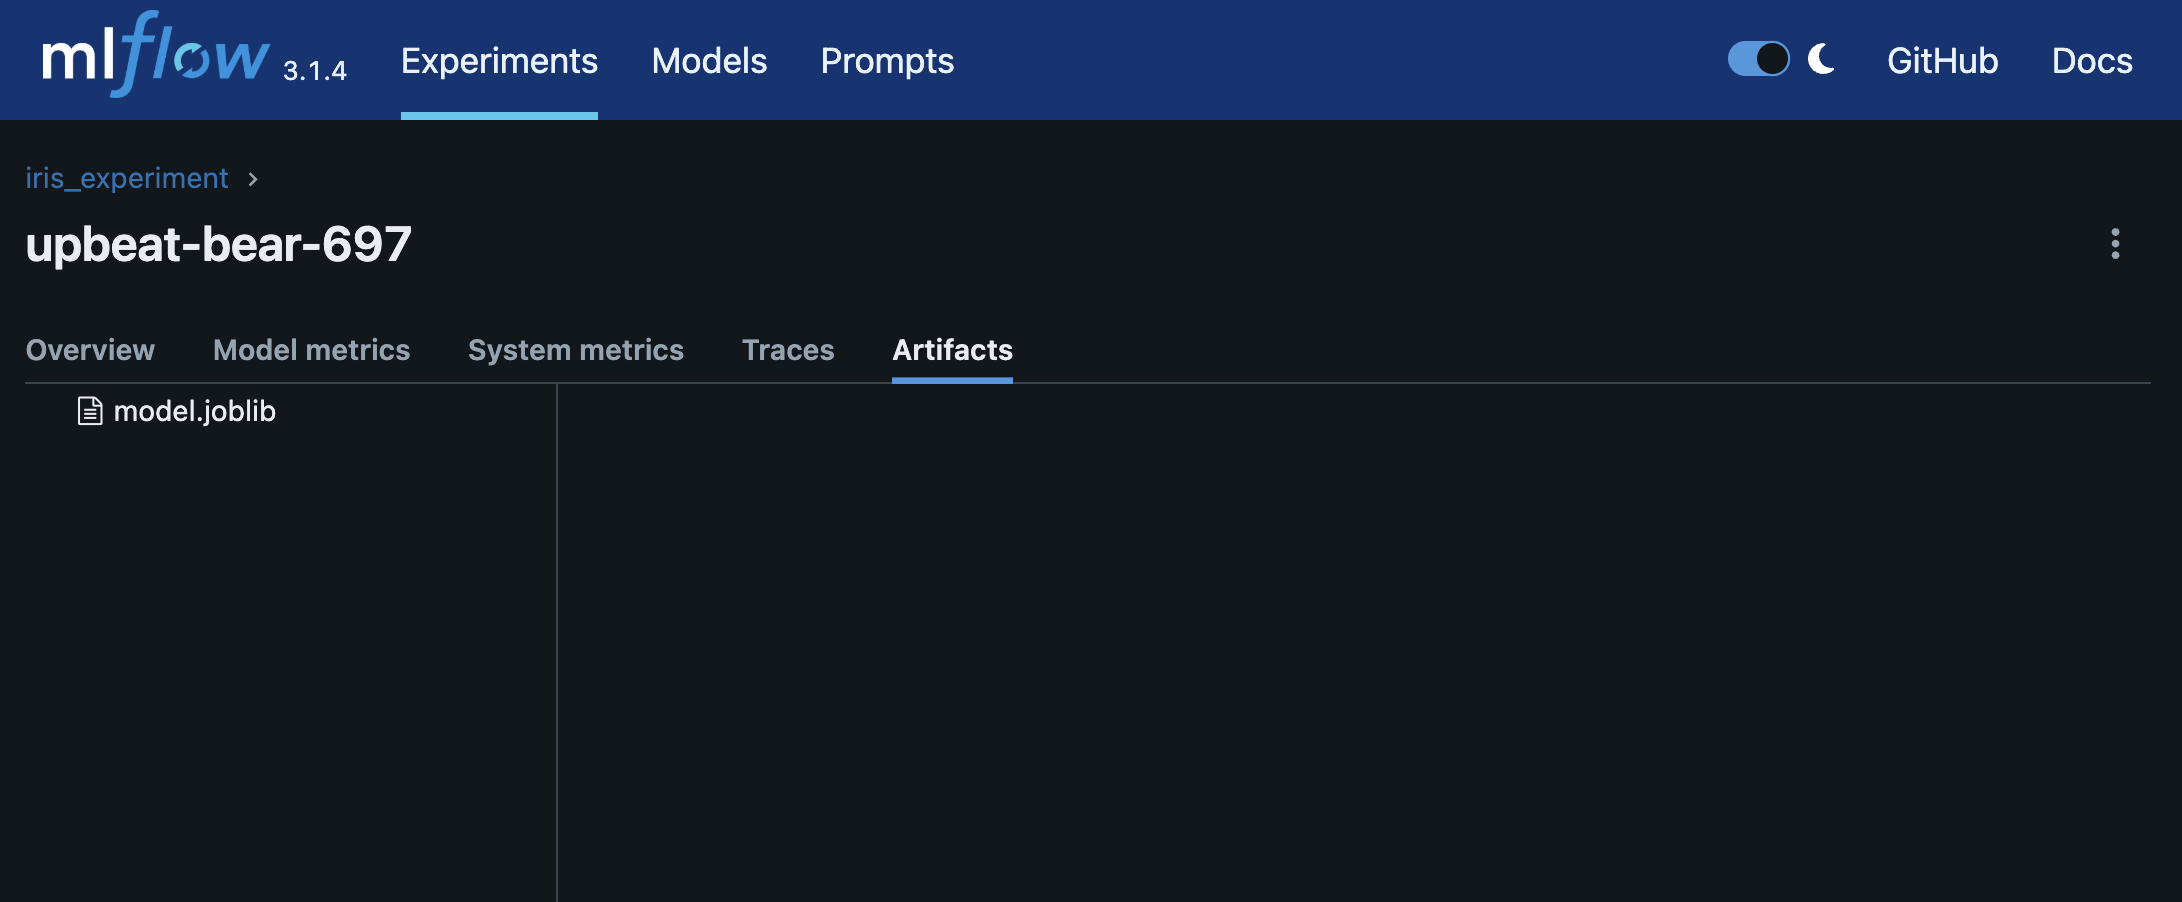 mlflow 3.1.4 Experiments Models Prompts GitHub Docs
iris_experiment
upbeat-bear-697
Overview Model metrics System metrics Traces Artifacts
model.joblib